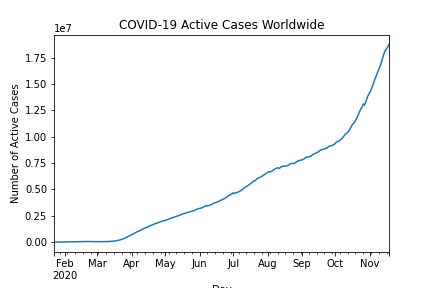 COVID-19 Active Cases Worldwide
1e7
1.75
1.50
1.25
1.00
0.75
0.50
0.25
0.00
Number of Active Cases
Feb Mar Apr May Jun Jul Aug Sep Oct Nov
2020